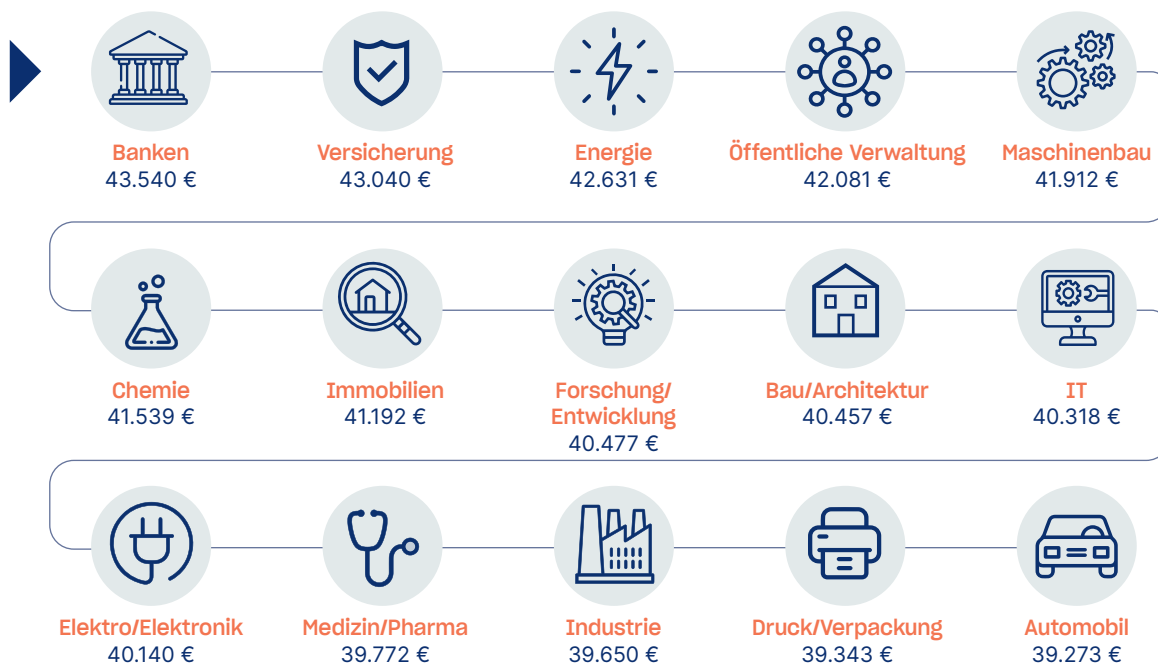 Banken
43.540 €
Versicherung
43.040 €
Energie
42.631 €
Öffentliche Verwaltung
42.081 €
Maschinenbau
41.912 €
Chemie
41.539 €
Immobilien
41.192 €
Forschung/
Entwicklung
40.477 €
Bau/Architektur
40.457 €
IT
40.318 €
Elektro/Elektronik
40.140 €
Medizin/Pharma
39.772 €
Industrie
39.650 €
Druck/Verpackung
39.343 €
Automobil
39.273 €